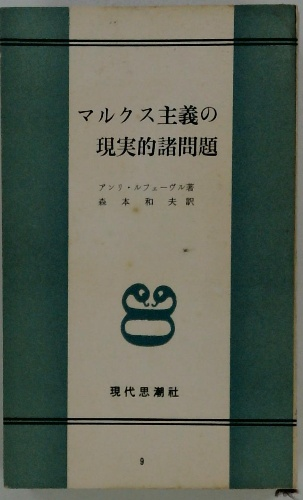 マルクス主義の
現実的諸問題
アンリ・ルフェーヴル著
森本和夫訳
現代思潮社
9